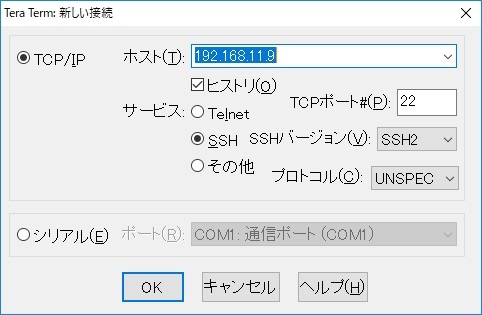 Tera Term: 新しい接続
TCP/IP ホスト(T): 192.168.11.9
ヒストリ(O)
サービス: Telnet TCPポート#(P): 22
SSH SSHバージョン(V): SSH2
その他 プロトコル(C): UNSPEC
シリアル(E) ポート(R): COM1: 通信ポート (COM1)
OK キャンセル ヘルプ(H)